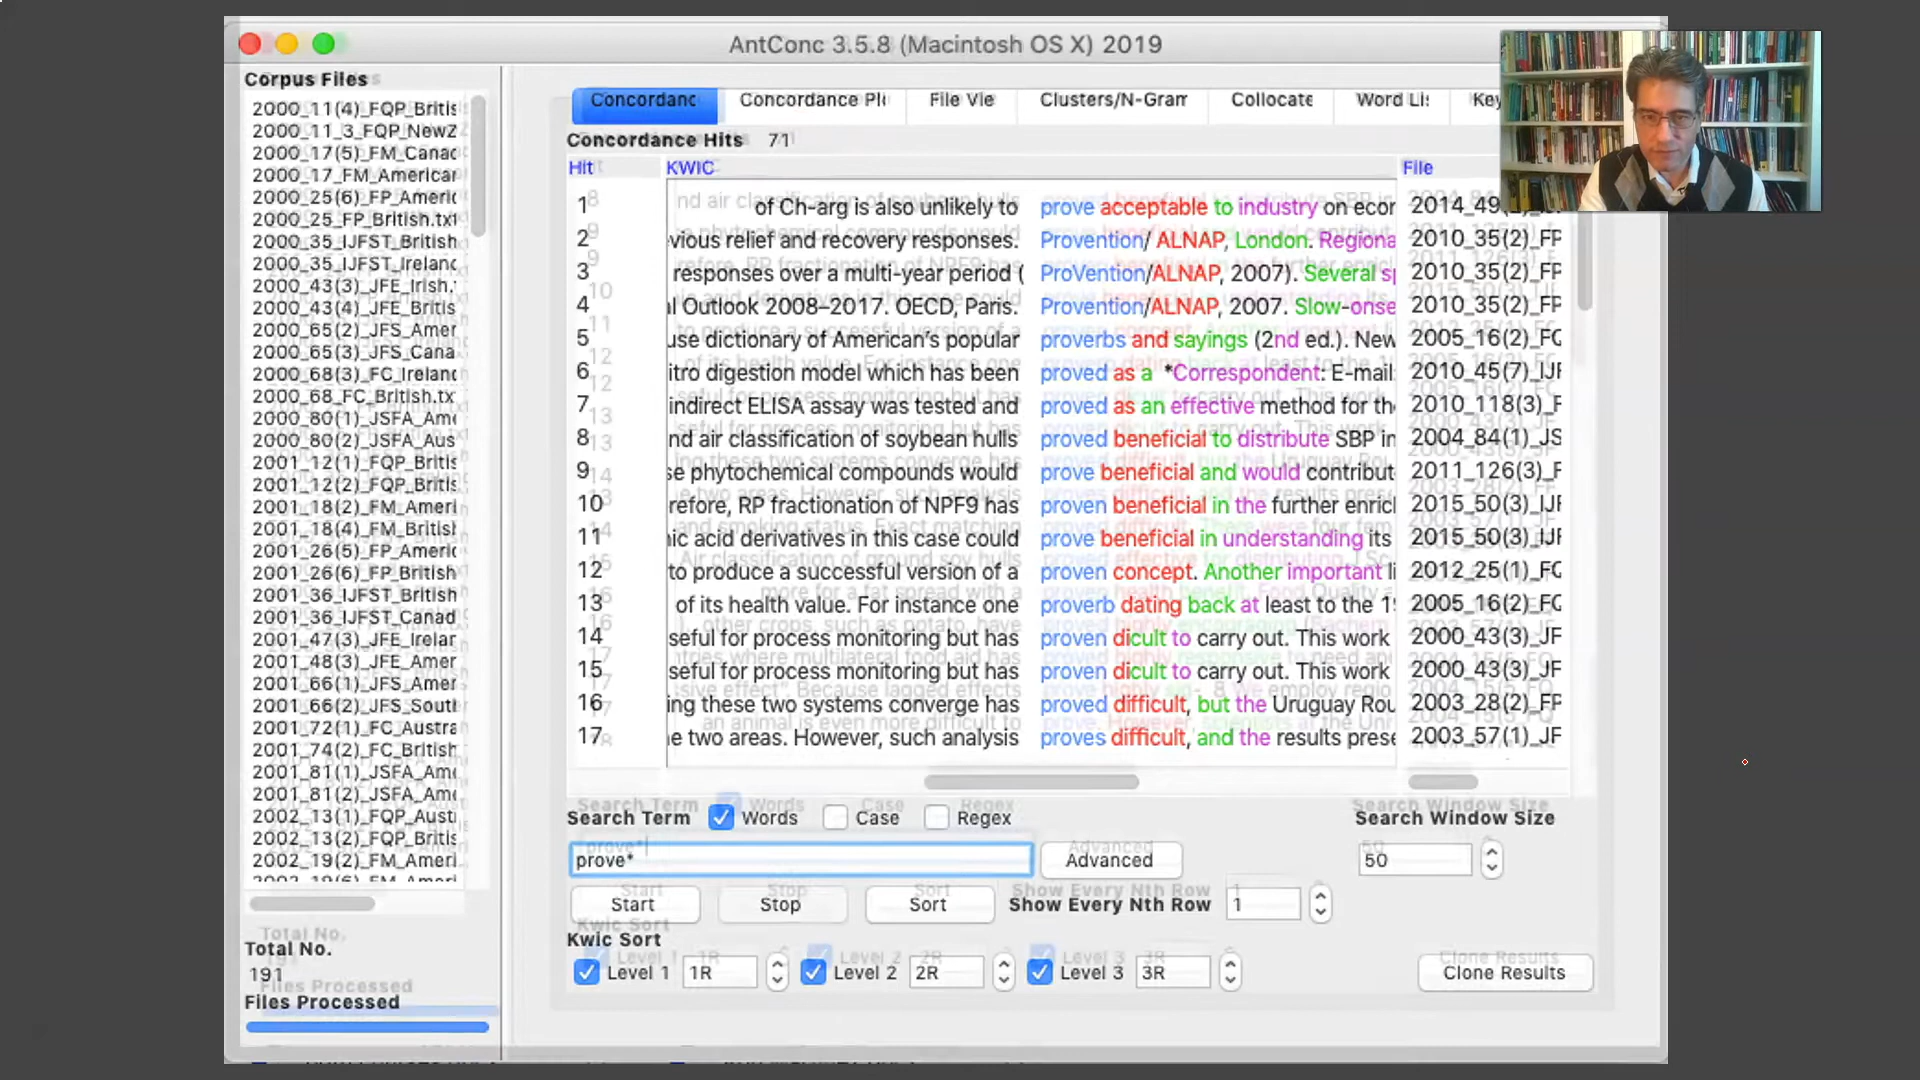 AntConc 3.5.8 (Macintosh OS X) 2019
Corpus Files
2000_11(4)_FQP_Britis
2000_11_3_FQP_NewZ
2000_17(5)_FM_Canac
2000_17_FM_American
2000_25(6)_FP_Americ
2000_25_FP_British.txt
2000_35_IJFST_British
2000_35_IJFST_Irelanc
2000_43(3)_JFE_Irish.
2000_43(4)_JFE_Britis
2000_65(2)_JFS_Amer
2000_65(3)_JFS_Cana
2000_68(3)_FC_Irelanc
2000_68_FC_British.tx
2000_80(1)_JSFA_Ame
2000_80(2)_JSFA_Aus
2001_12(1)_FQP_Britis
2001_12(2)_FQP_Britis
2001_18(2)_FM_Ameri
2001_18(4)_FM_Britisl
2001_26(5)_FP_Americ
2001_26(6)_FP_British
2001_36_IJFST_British
2001_36_IJFST_Canad
2001_47(3)_JFE_Irelar
2001_48(3)_JFE_Amer
2001_66(1)_JFS_Amer
2001_66(2)_JFS_South
2001_72(1)_FC_Austra
2001_74(2)_FC_British
2001_81(1)_JSFA_Ame
2001_81(2)_JSFA_Ame
2002_13(1)_FQP_Austi
2002_13(2)_FQP_Britis
2002_19(2)_FM_Ameri
Total No.
191
Files Processed
Concordanc Concordance Pl File Vie Clusters/N-Gran Collocate Word Li Key
Concordance Hits 71
Hit KWIC File
1 of Ch-arg is also unlikely to prove acceptable to industry on econ 2014_49(
2 vious relief and recovery responses. Provention/ ALNAP, London. Regiona 2010_35(2)_FP
3 responses over a multi-year period ( ProVention/ALNAP, 2007). Several sp 2010_35(2)_FP
4 l Outlook 2008–2017. OECD, Paris. Provention/ALNAP, 2007. Slow-onse 2010_35(2)_FP
5 use dictionary of American's popular proverbs and sayings (2nd ed.). New 2005_16(2)_FQ
6 itro digestion model which has been proved as a *Correspondent: E-mail: 2010_45(7)_IJF
7 indirect ELISA assay was tested and proved as an effective method for the 2010_118(3)_F
8 nd air classification of soybean hulls proved beneficial to distribute SBP in 2004_84(1)_JS
9 se phytochemical compounds would prove beneficial and would contribut 2011_126(3)_F
10 refore, RP fractionation of NPF9 has proven beneficial in the further enric 2015_50(3)_IJF
11 ic acid derivatives in this case could prove beneficial in understanding its 2015_50(3)_IJF
12 to produce a successful version of a proven concept. Another important li 2012_25(1)_FQ
13 of its health value. For instance one proverb dating back at least to the 1 2005_16(2)_FQ
14 seful for process monitoring but has proven dicult to carry out. This work 2000_43(3)_JF
15 seful for process monitoring but has proven dicult to carry out. This work 2000_43(3)_JF
16 ing these two systems converge has proved difficult, but the Uruguay Rou 2003_28(2)_FP
17 e two areas. However, such analysis proves difficult, and the results prese 2003_57(1)_JF
Search Term Words Case Regex Search Window Size
prove* Advanced 50
Start Stop Sort Show Every Nth Row 1
Kwic Sort
Level 1 1R Level 2 2R Level 3 3R Clone Results